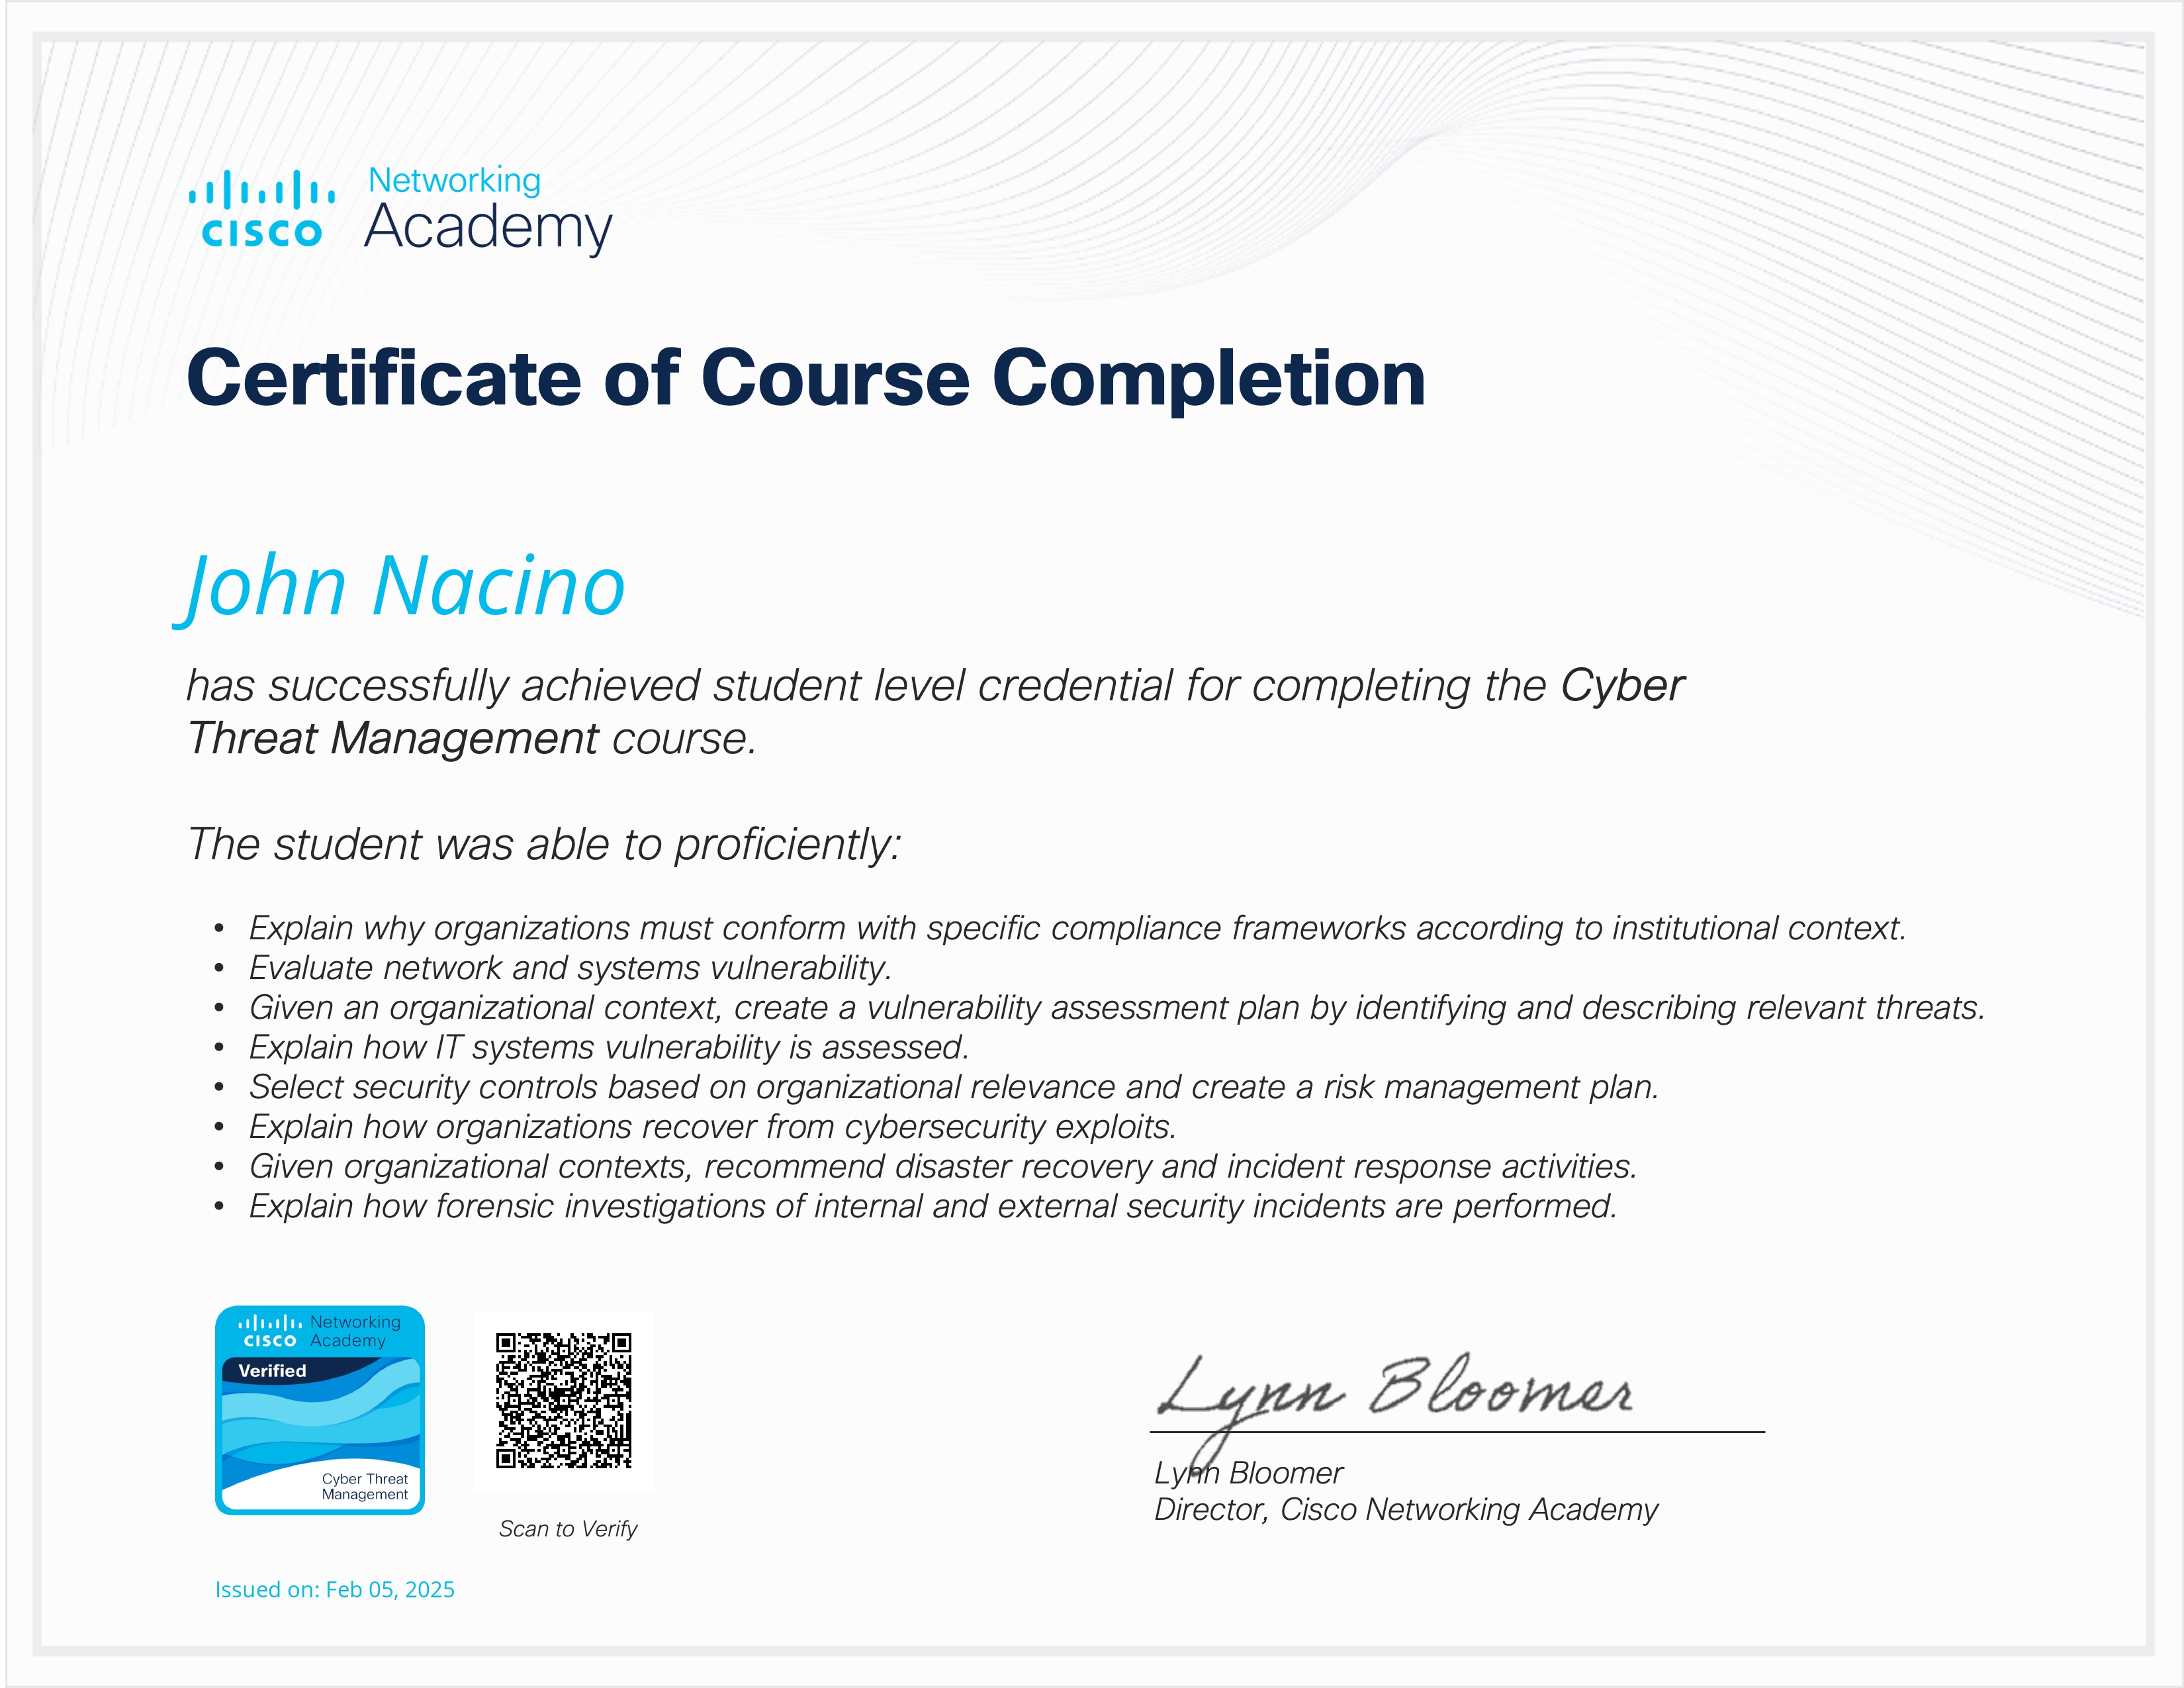 Networking
CISCO Academy
Certificate of Course Completion
John Nacino
has successfully achieved student level credential for completing the Cyber
Threat Management course.
The student was able to proficiently:
• Explain why organizations must conform with specific compliance frameworks according to institutional context.
• Evaluate network and systems vulnerability.
• Given an organizational context, create a vulnerability assessment plan by identifying and describing relevant threats.
• Explain how IT systems vulnerability is assessed.
• Select security controls based on organizational relevance and create a risk management plan.
• Explain how organizations recover from cybersecurity exploits.
• Given organizational contexts, recommend disaster recovery and incident response activities.
• Explain how forensic investigations of internal and external security incidents are performed.
Networking
CISCO Academy
Verified
Cyber Threat
Management
Scan to Verify
Lynn Bloomer
Lynn Bloomer
Director, Cisco Networking Academy
Issued on: Feb 05, 2025